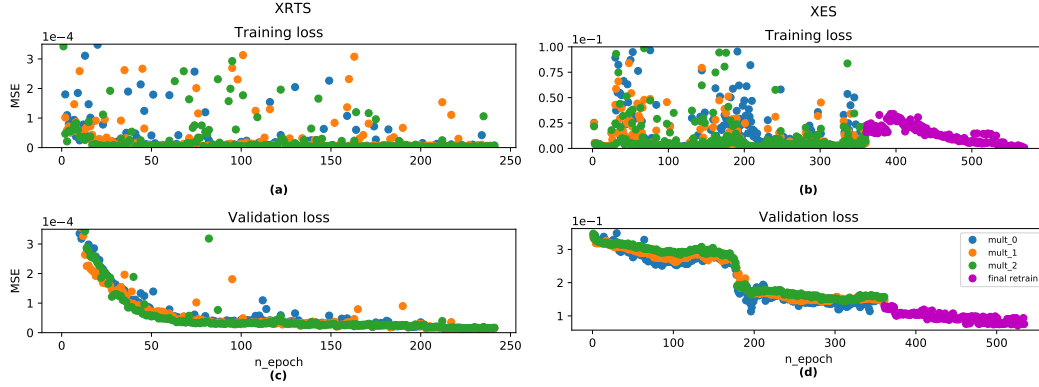 XRTS
Training loss
1e−4
MSE
3
2
1
0
0 50 100 150 200 250
(a)
XES
Training loss
1e−1
1.00
0.75
0.50
0.25
0.00
0 100 200 300 400 500
(b)
Validation loss
1e−4
MSE
3
2
1
0
0 50 100 150 200 250
n_epoch
(c)
Validation loss
1e−1
3
2
1
mult_0
mult_1
mult_2
final retrain
0 100 200 300 400 500
n_epoch
(d)